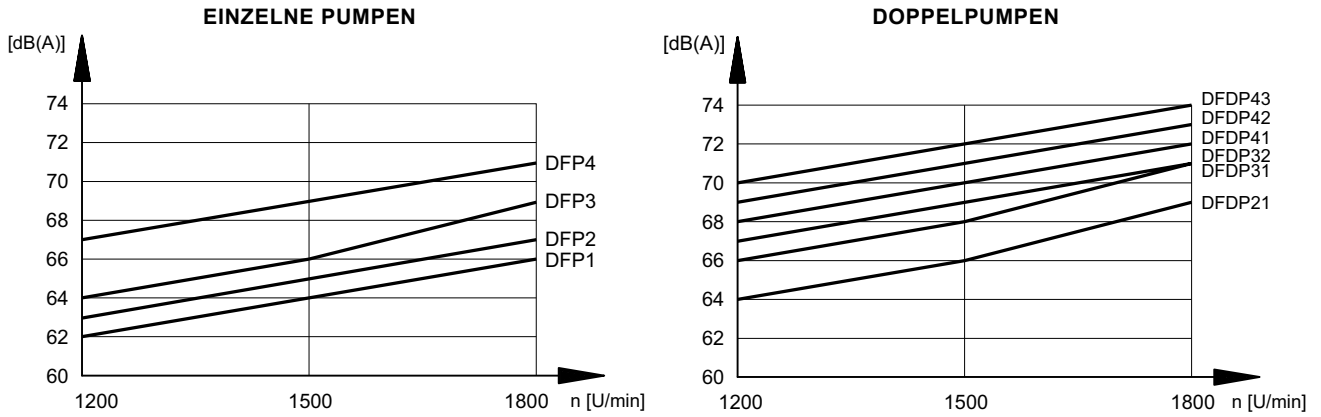 EINZELNE PUMPEN
[dB(A)]
74
72
70
68
66
64
62
60
DFP4
DFP3
DFP2
DFP1
1200
1500
1800
n [U/min]
DOPPELPUMPEN
[dB(A)]
74
72
70
68
66
64
62
60
DFDP43
DFDP42
DFDP41
DFDP32
DFDP31
DFDP21
1200
1500
1800
n [U/min]